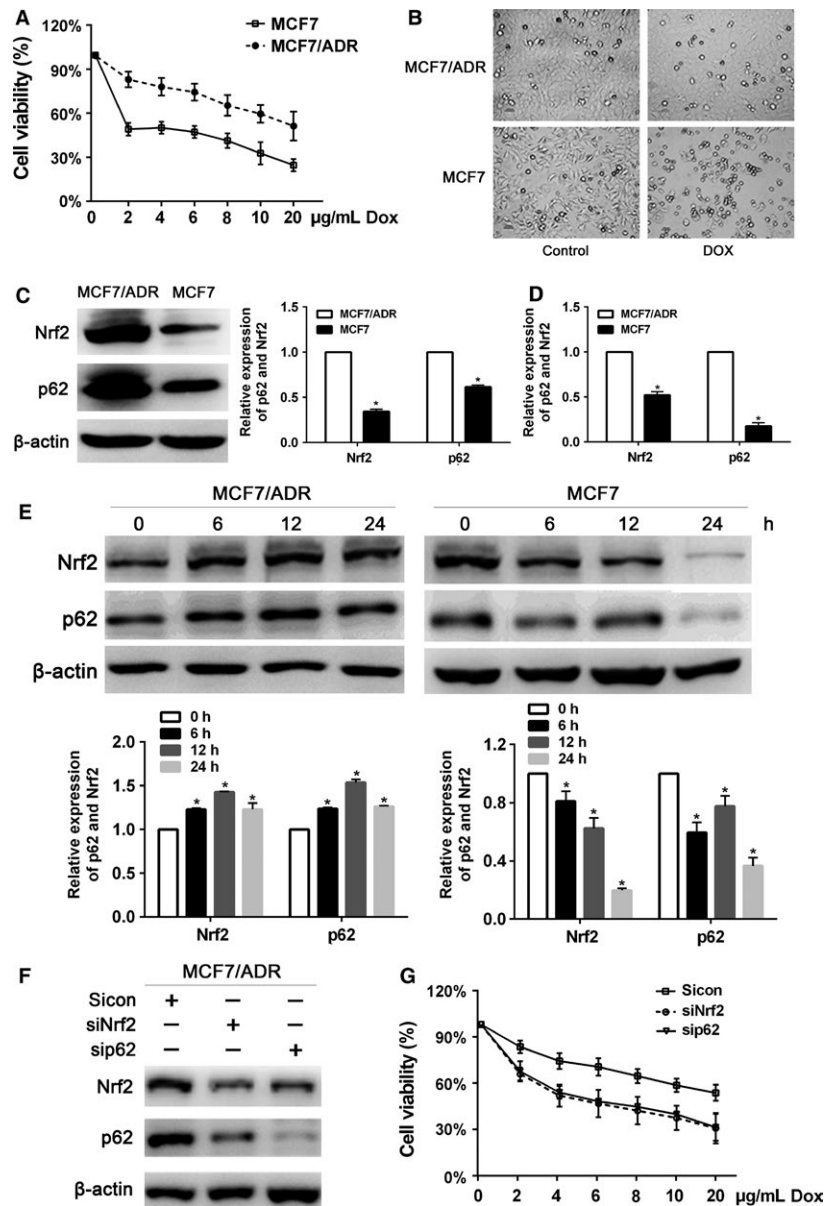 A
120%
90%
60%
30%
0%
Cell viability (%)
MCF7
MCF7/ADR
0 2 4 6 8 10 20 µg/mL Dox
B
MCF7/ADR
MCF7
Control DOX
C
MCF7/ADR MCF7
Nrf2
p62
β-actin
Relative expression
of p62 and Nrf2
1.5
1.0
0.5
0.0
MCF7/ADR
MCF7
* *
Nrf2 p62
D
Relative expression
of p62 and Nrf2
1.5
1.0
0.5
0.0
MCF7/ADR
MCF7
* *
Nrf2 p62
E
MCF7/ADR MCF7
0 6 12 24 0 6 12 24 h
Nrf2
p62
β-actin
0 h
6 h
12 h
24 h
Relative expression
of p62 and Nrf2
2.0
1.5
1.0
0.5
0.0
* * * * * *
Nrf2 p62
0 h
6 h
12 h
24 h
Relative expression
of p62 and Nrf2
1.2
0.8
0.4
0.0
* * * * * *
Nrf2 p62
F
MCF7/ADR
Sicon + – –
siNrf2 – + –
sip62 – – +
Nrf2
p62
β-actin
G
120%
90%
60%
30%
0%
Cell viability (%)
Sicon
siNrf2
sip62
0 2 4 6 8 10 20 µg/mL Dox